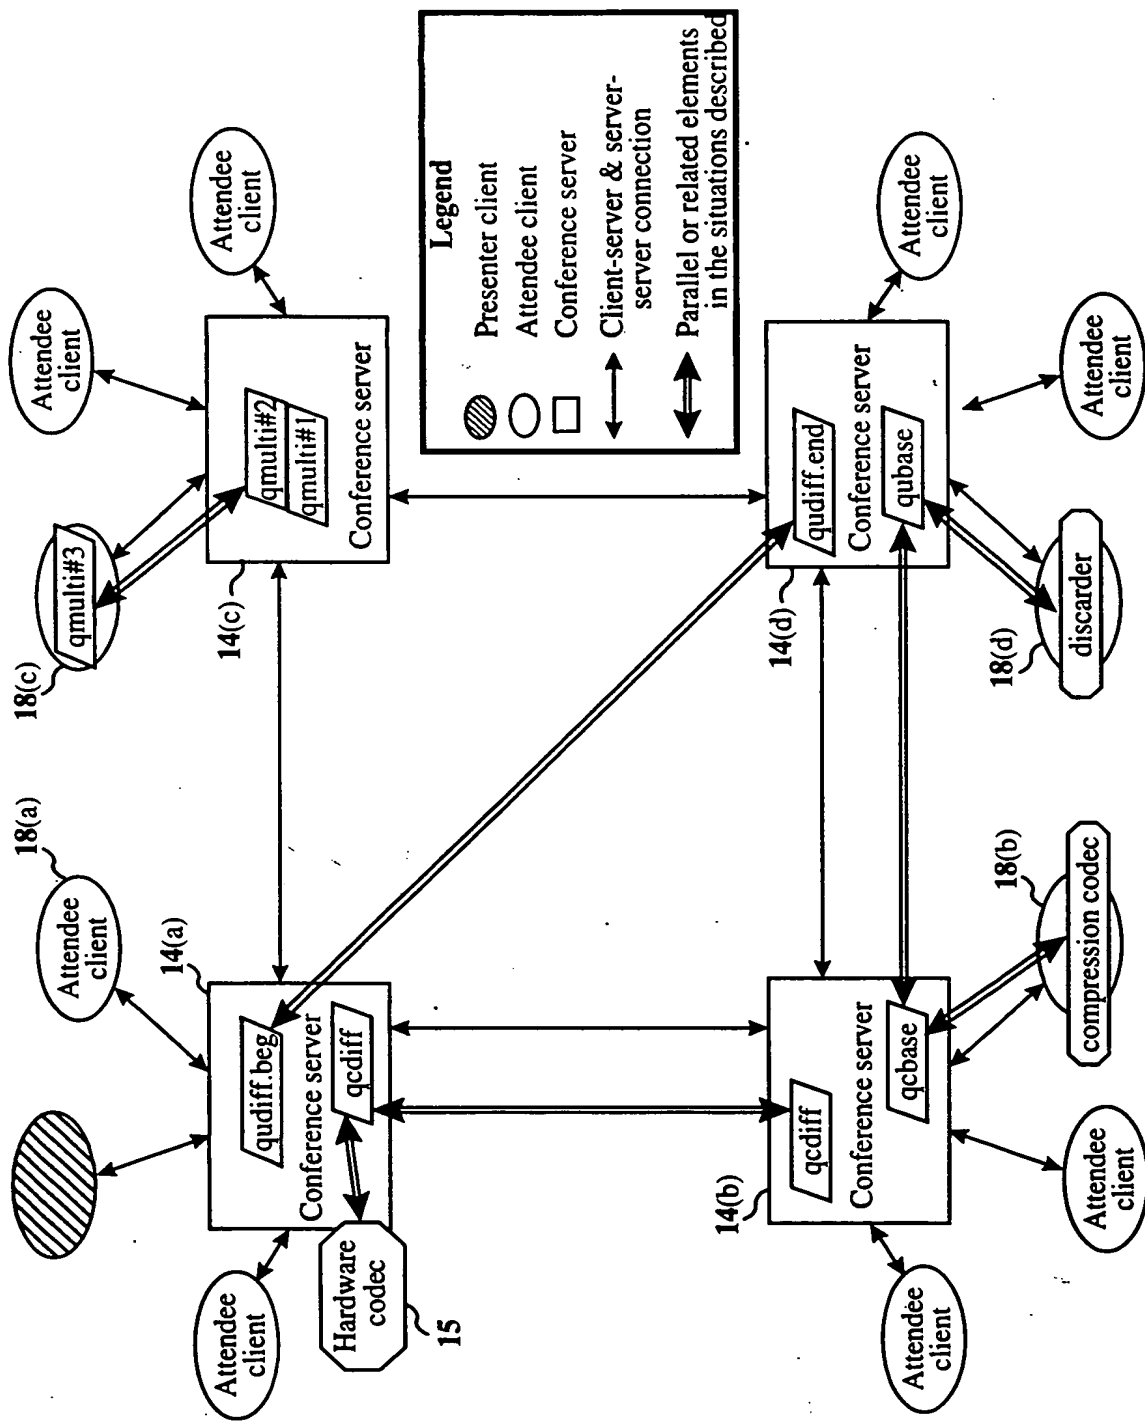 Attendee
client
Hardware
codec
15
14(a)
qudiff.beg
Conference server
qcdiff
Attendee
client
18(a)
18(c)
qmulti#3
Attendee
client
Attendee
client
14(c)
qmulti#2
qmulti#1
Conference server
Legend
Presenter client
Attendee client
Conference server
Client-server & server-
server connection
Parallel or related elements
in the situations described
Attendee
client
14(b)
qcdiff
Conference server
qcbase
Attendee
client
18(b)
compression codec
14(d)
qudiff.end
Conference server
qubase
18(d)
discarder
Attendee
client
Attendee
client